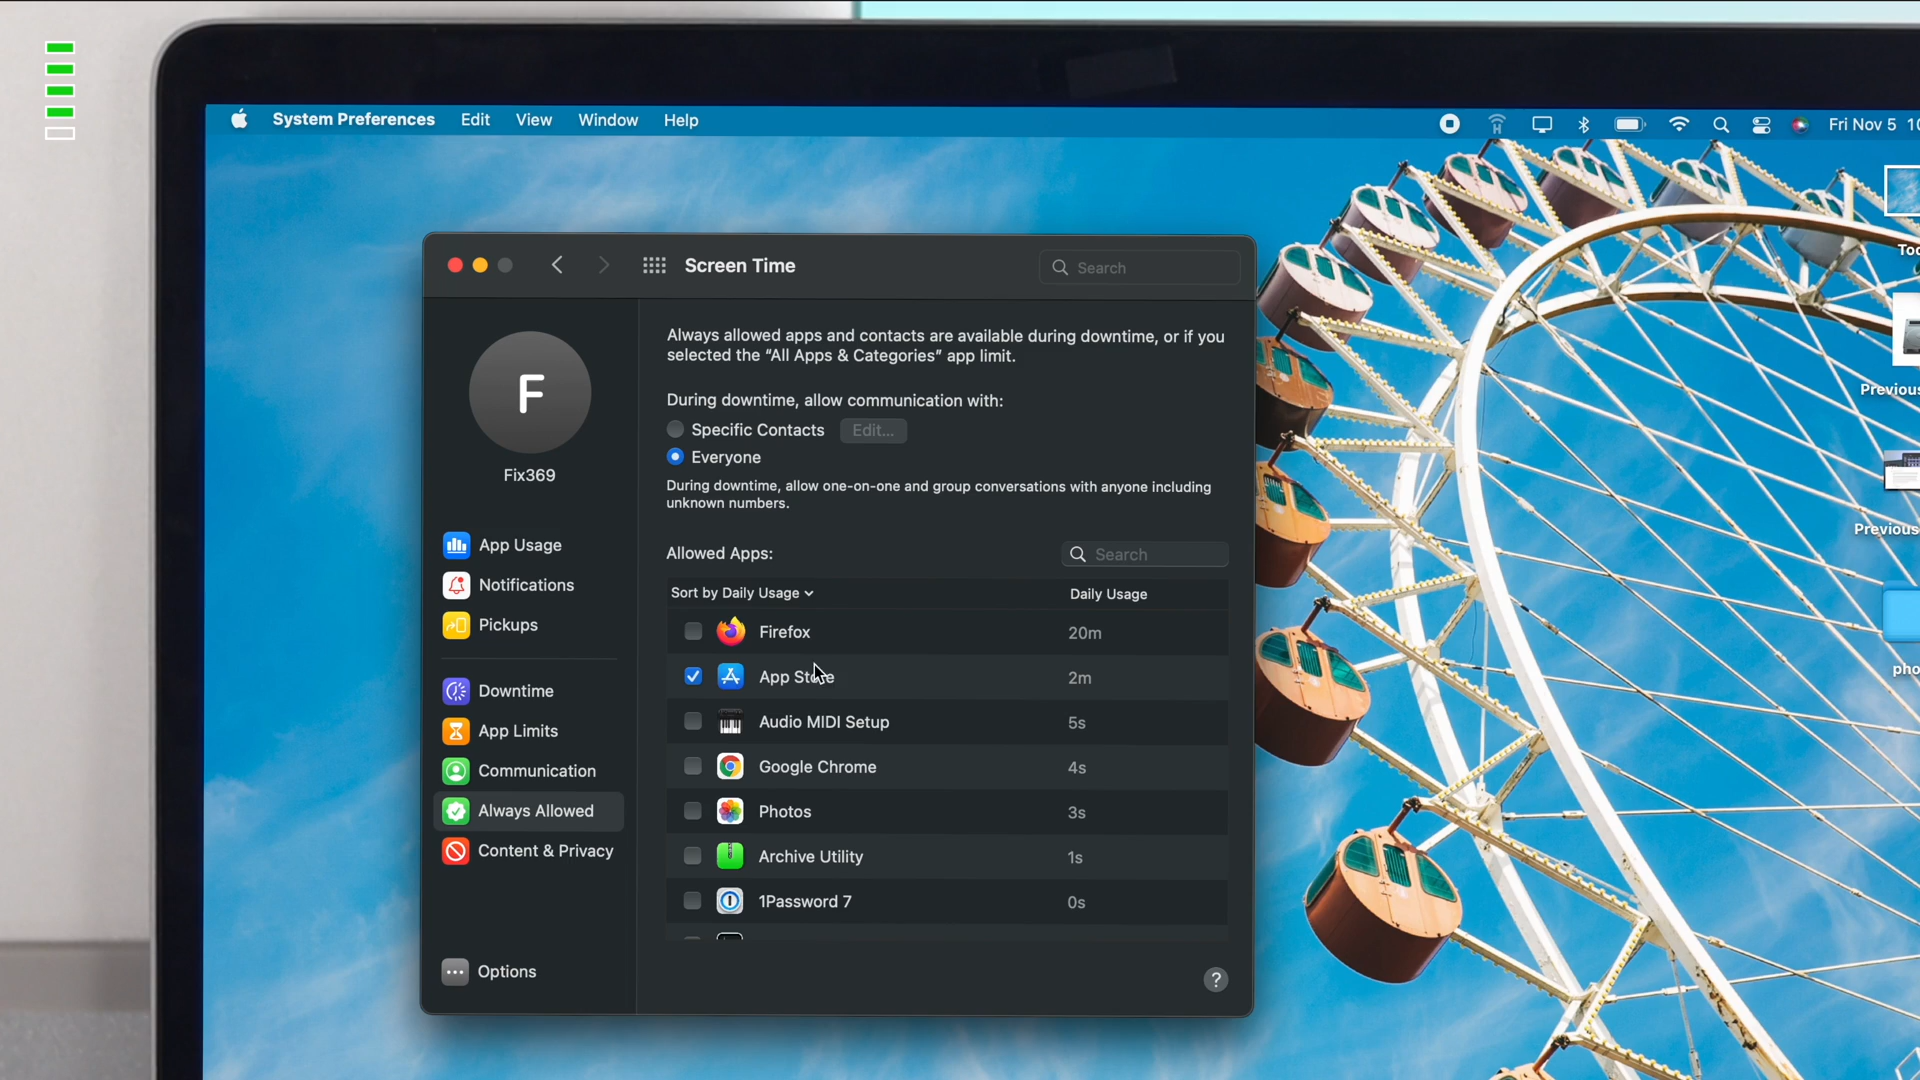 System Preferences Edit View Window Help
Fri Nov 5
Screen Time
Search
Always allowed apps and contacts are available during downtime, or if you
selected the "All Apps & Categories" app limit.
F
Fix369
During downtime, allow communication with:
Specific Contacts Edit...
Everyone
During downtime, allow one-on-one and group conversations with anyone including
unknown numbers.
App Usage
Notifications
Pickups
Downtime
App Limits
Communication
Always Allowed
Content & Privacy
Options
Allowed Apps:
Search
Sort by Daily Usage Daily Usage
Firefox 20m
App Store 2m
Audio MIDI Setup 5s
Google Chrome 4s
Photos 3s
Archive Utility 1s
1Password 7 0s
?
Previous
Previous